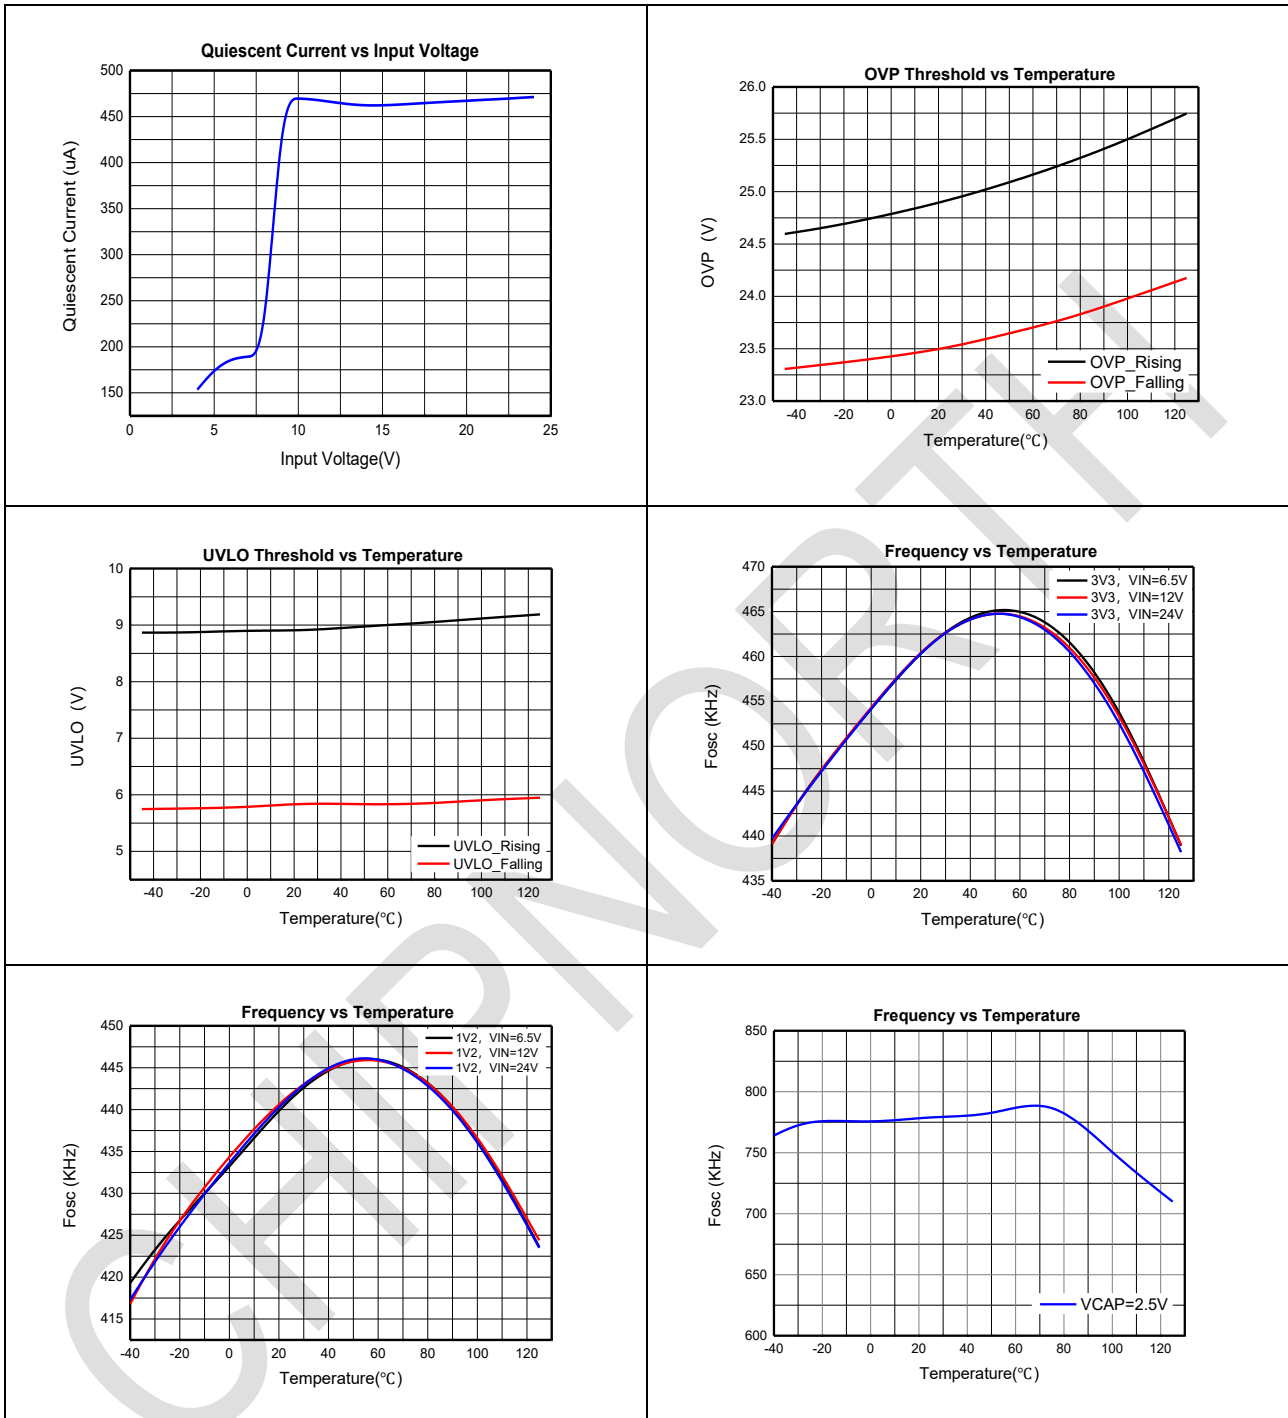 Quiescent Current vs Input Voltage
500
450
400
350
300
250
200
150
0 5 10 15 20 25
Quiescent Current (uA)
Input Voltage(V)
OVP Threshold vs Temperature
26.0
25.5
25.0
24.5
24.0
23.5
23.0
-40 -20 0 20 40 60 80 100 120
OVP (V)
OVP_Rising
OVP_Falling
Temperature(℃)
UVLO Threshold vs Temperature
10
9
8
7
6
5
-40 -20 0 20 40 60 80 100 120
UVLO (V)
UVLO_Rising
UVLO_Falling
Temperature(℃)
Frequency vs Temperature
470
465
460
455
450
445
440
435
-40 -20 0 20 40 60 80 100 120
Fosc (KHz)
3V3, VIN=6.5V
3V3, VIN=12V
3V3, VIN=24V
Temperature(℃)
Frequency vs Temperature
450
445
440
435
430
425
420
415
-40 -20 0 20 40 60 80 100 120
Fosc (KHz)
1V2, VIN=6.5V
1V2, VIN=12V
1V2, VIN=24V
Temperature(℃)
Frequency vs Temperature
850
800
750
700
650
600
-40 -20 0 20 40 60 80 100 120
Fosc (KHz)
VCAP=2.5V
Temperature(℃)
CHIPNORTH